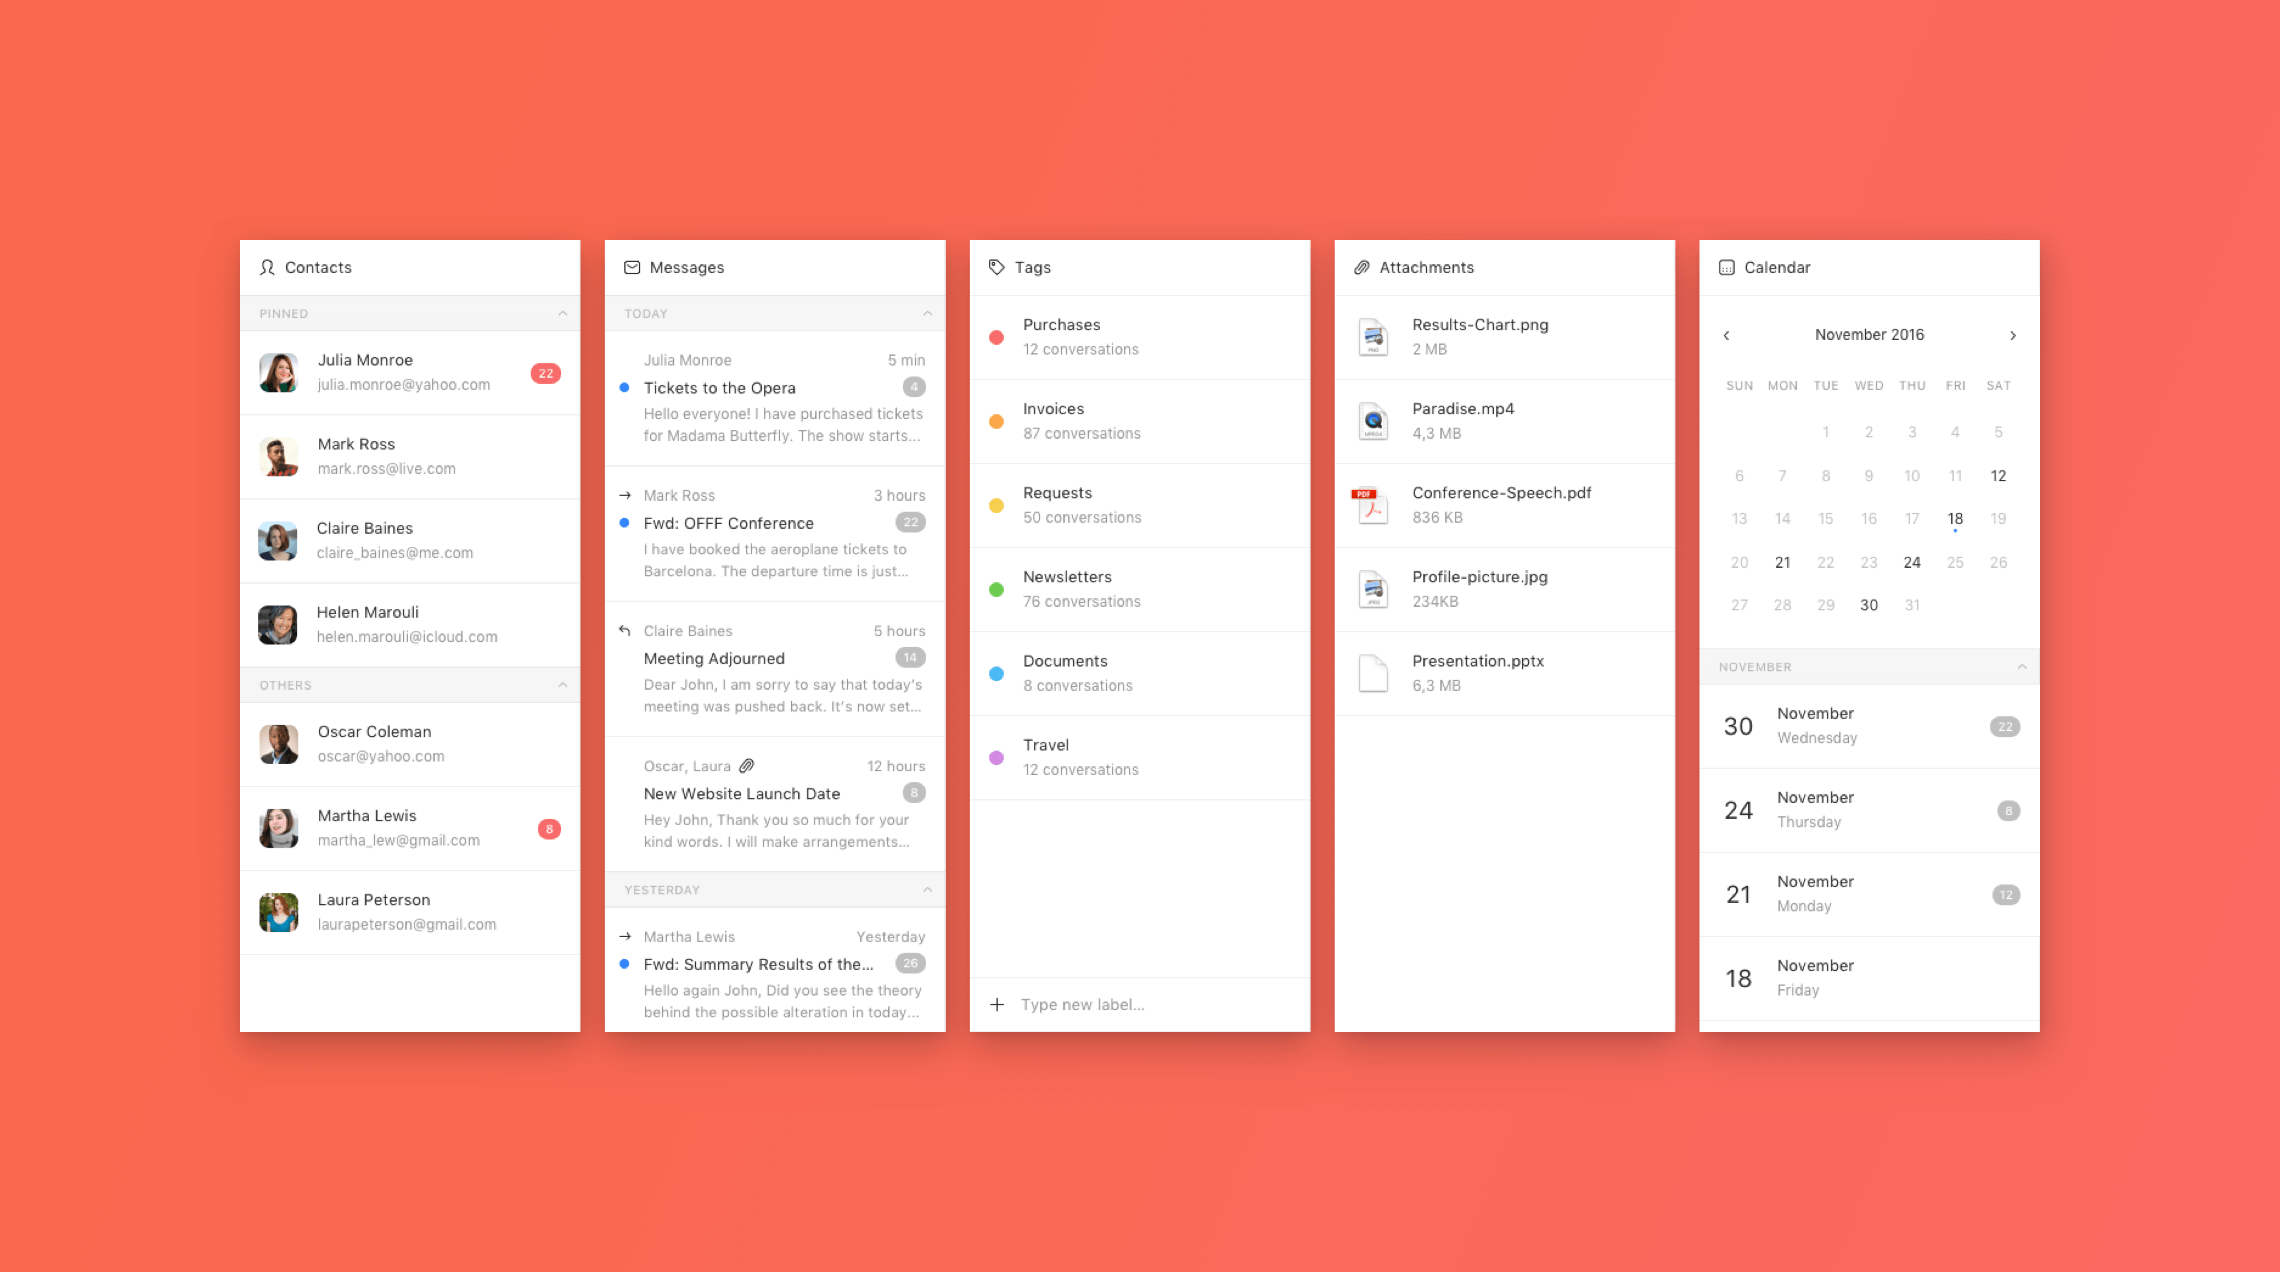 Contacts
PINNED
Julia Monroe
julia.monroe@yahoo.com
22
Mark Ross
mark.ross@live.com
Claire Baines
claire_baines@me.com
Helen Marouli
helen.marouli@icloud.com
OTHERS
Oscar Coleman
oscar@yahoo.com
Martha Lewis
martha_lew@gmail.com
8
Laura Peterson
laurapeterson@gmail.com
Messages
TODAY
Julia Monroe 5 min
Tickets to the Opera 4
Hello everyone! I have purchased tickets
for Madama Butterfly. The show starts...
Mark Ross 3 hours
Fwd: OFFF Conference 22
I have booked the aeroplane tickets to
Barcelona. The departure time is just...
Claire Baines 5 hours
Meeting Adjourned 14
Dear John, I am sorry to say that today's
meeting was pushed back. It's now set...
Oscar, Laura 12 hours
New Website Launch Date 8
Hey John, Thank you so much for your
kind words. I will make arrangements...
YESTERDAY
Martha Lewis Yesterday
Fwd: Summary Results of the... 26
Hello again John, Did you see the theory
behind the possible alteration in today...
Tags
Purchases
12 conversations
Invoices
87 conversations
Requests
50 conversations
Newsletters
76 conversations
Documents
8 conversations
Travel
12 conversations
Type new label...
Attachments
PNG
Results-Chart.png
2 MB
MPEG4
Paradise.mp4
4,3 MB
PDF
Conference-Speech.pdf
836 KB
JPEG
Profile-picture.jpg
234KB
Presentation.pptx
6,3 MB
Calendar
November 2016
SUN MON TUE WED THU FRI SAT
1 2 3 4 5
6 7 8 9 10 11 12
13 14 15 16 17 18 19
20 21 22 23 24 25 26
27 28 29 30 31
NOVEMBER
30 November
Wednesday
22
24 November
Thursday
8
21 November
Monday
12
18 November
Friday